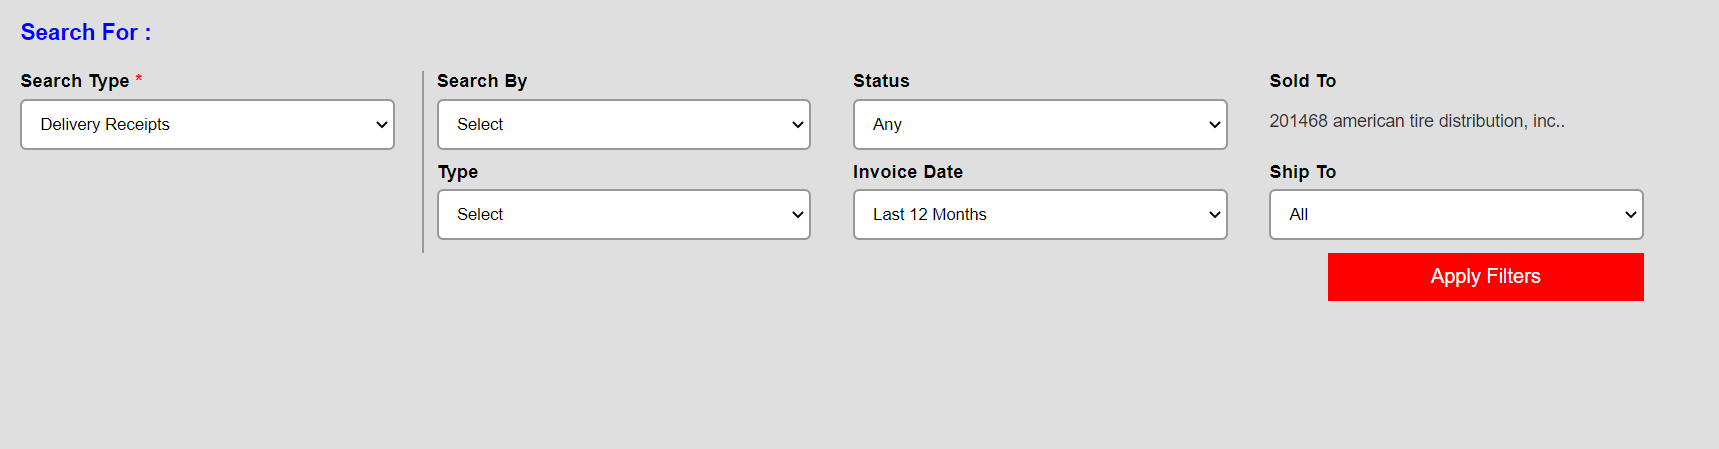 Search For :
Search Type *
Delivery Receipts
Search By
Select
Status
Any
Sold To
201468 american tire distribution, inc..
Type
Select
Invoice Date
Last 12 Months
Ship To
All
Apply Filters